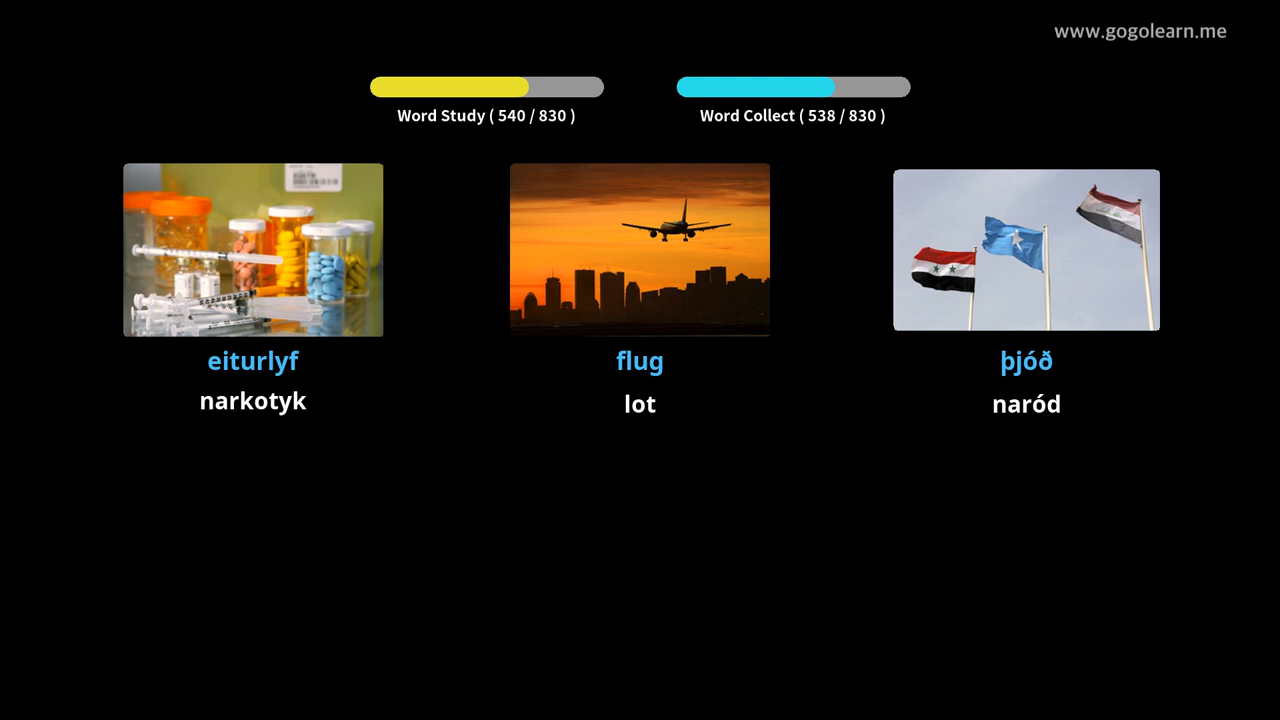 www.gogolearn.me
Word Study ( 540 / 830 )
Word Collect ( 538 / 830 )
eiturlyf
narkotyk
flug
lot
þjóð
naród